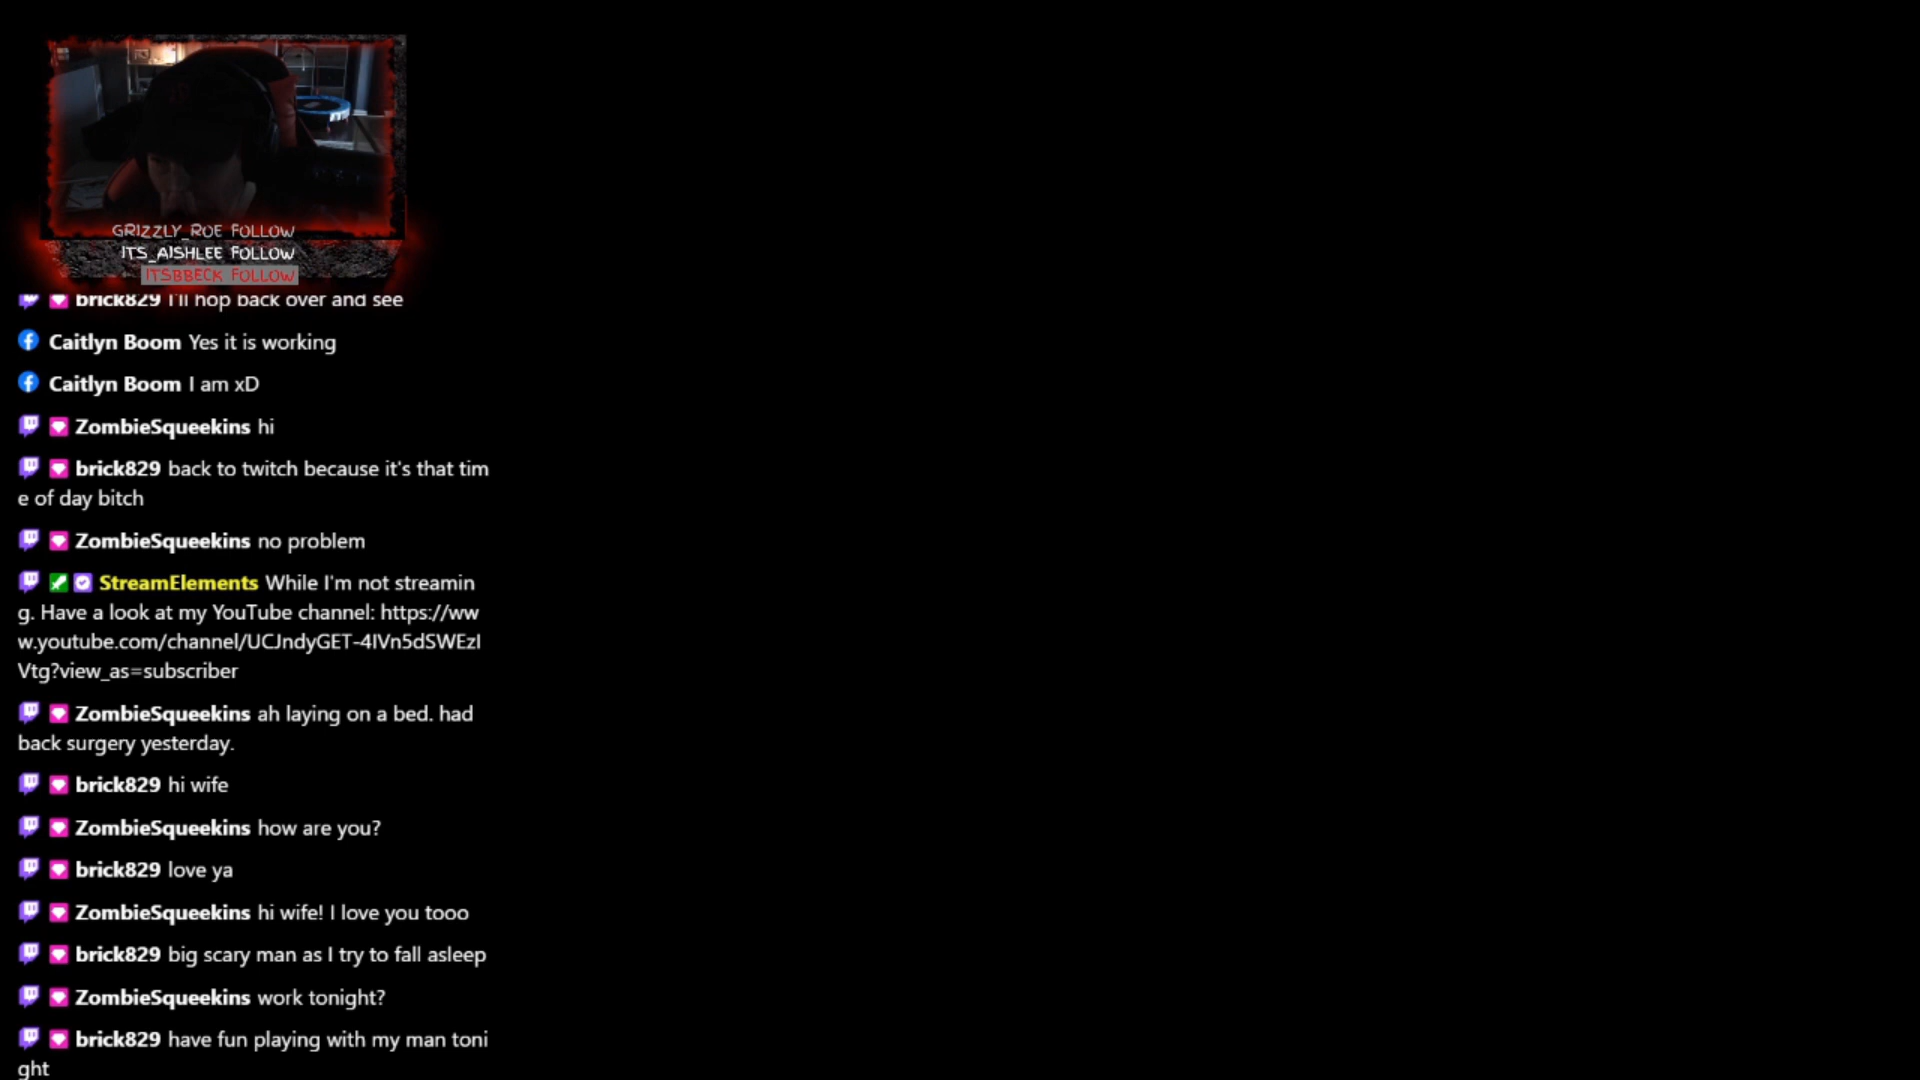 GRIZZLY_ROE FOLLOW
ITS_AISHLEE FOLLOW
ITSBBECK FOLLOW
brick829 I'll hop back over and see
Caitlyn Boom Yes it is working
Caitlyn Boom I am xD
ZombieSqueekins hi
brick829 back to twitch because it's that tim
e of day bitch
ZombieSqueekins no problem
StreamElements While I'm not streamin
g. Have a look at my YouTube channel: https://ww
w.youtube.com/channel/UCJndyGET-4IVn5dSWEzI
Vtg?view_as=subscriber
ZombieSqueekins ah laying on a bed. had
back surgery yesterday.
brick829 hi wife
ZombieSqueekins how are you?
brick829 love ya
ZombieSqueekins hi wife! I love you tooo
brick829 big scary man as I try to fall asleep
ZombieSqueekins work tonight?
brick829 have fun playing with my man toni
ght